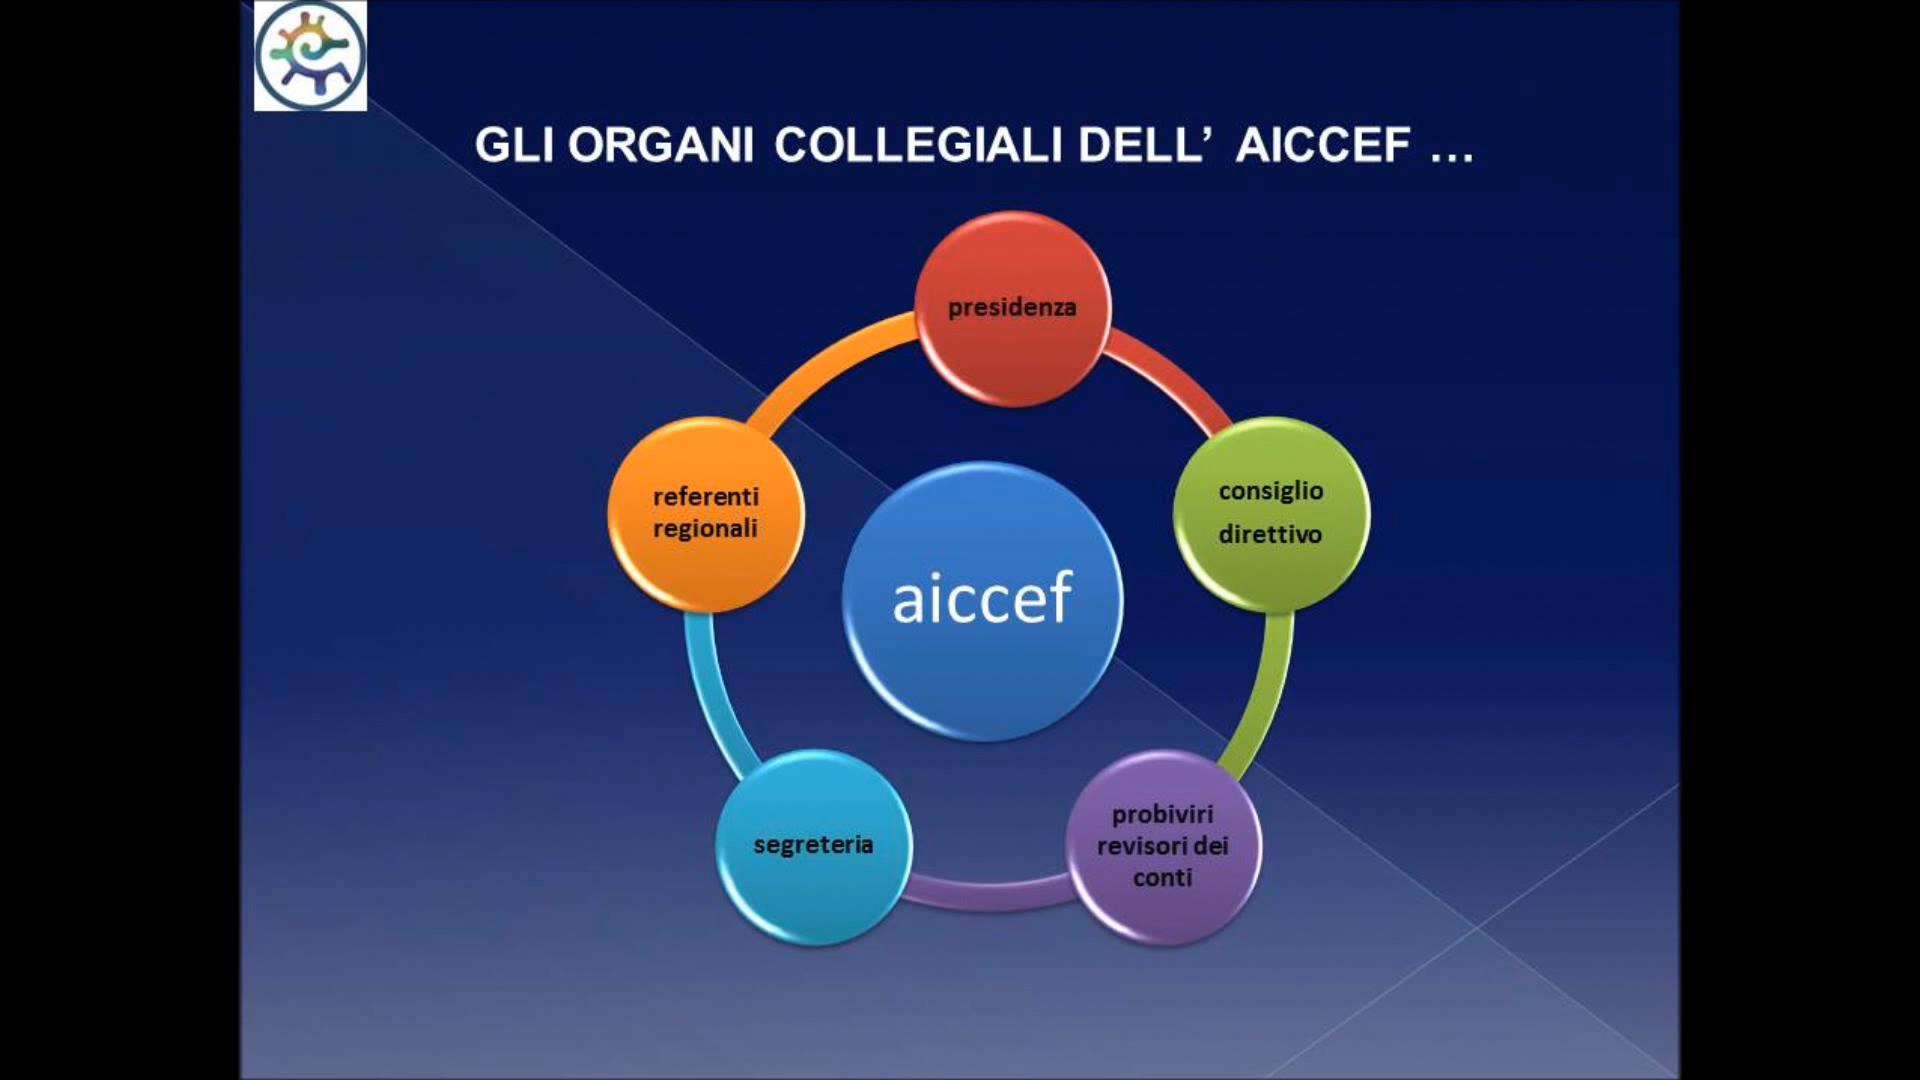 GLI ORGANI COLLEGIALI DELL’ AICCEF …
presidenza
consiglio
direttivo
probiviri
revisori dei
conti
segreteria
referenti
regionali
aiccef